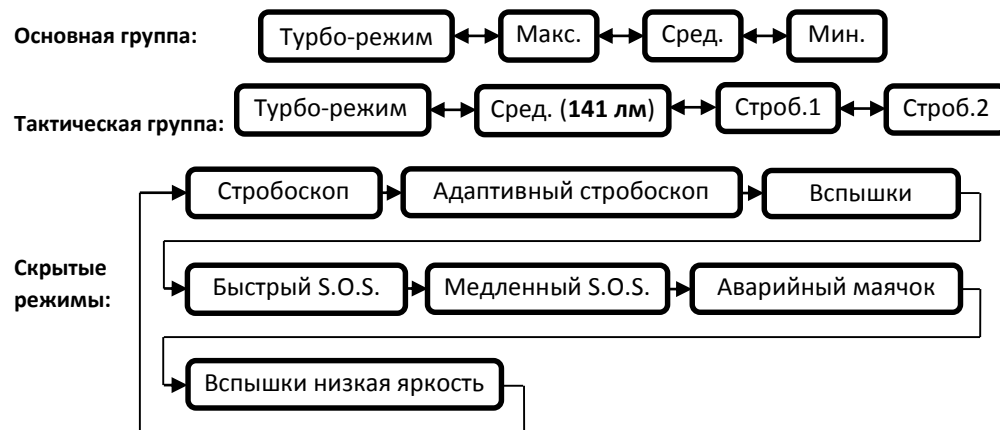 Основная группа: Турбо-режим Макс. Сред. Мин.
Тактическая группа: Турбо-режим Сред. (141 лм) Строб.1 Строб.2
Стробоскоп Адаптивный стробоскоп Вспышки
Скрытые
режимы:
Быстрый S.O.S. Медленный S.O.S. Аварийный маячок
Вспышки низкая яркость